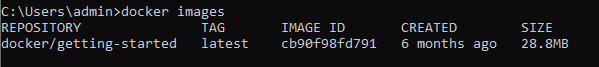 C:\Users\admin>docker images
REPOSITORY TAG IMAGE ID CREATED SIZE
docker/getting-started latest cb90f98fd791 6 months ago 28.8MB